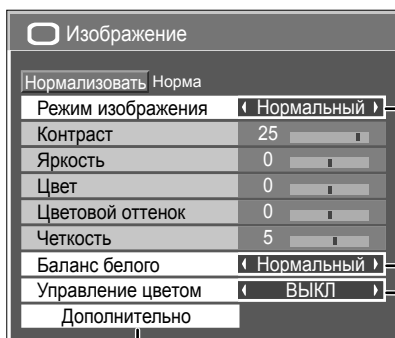 Изображение
Нормализовать Норма
Режим изображения Нормальный
Контраст 25
Яркость 0
Цвет 0
Цветовой оттенок 0
Четкость 5
Баланс белого Нормальный
Управление цветом ВЫКЛ
Дополнительно